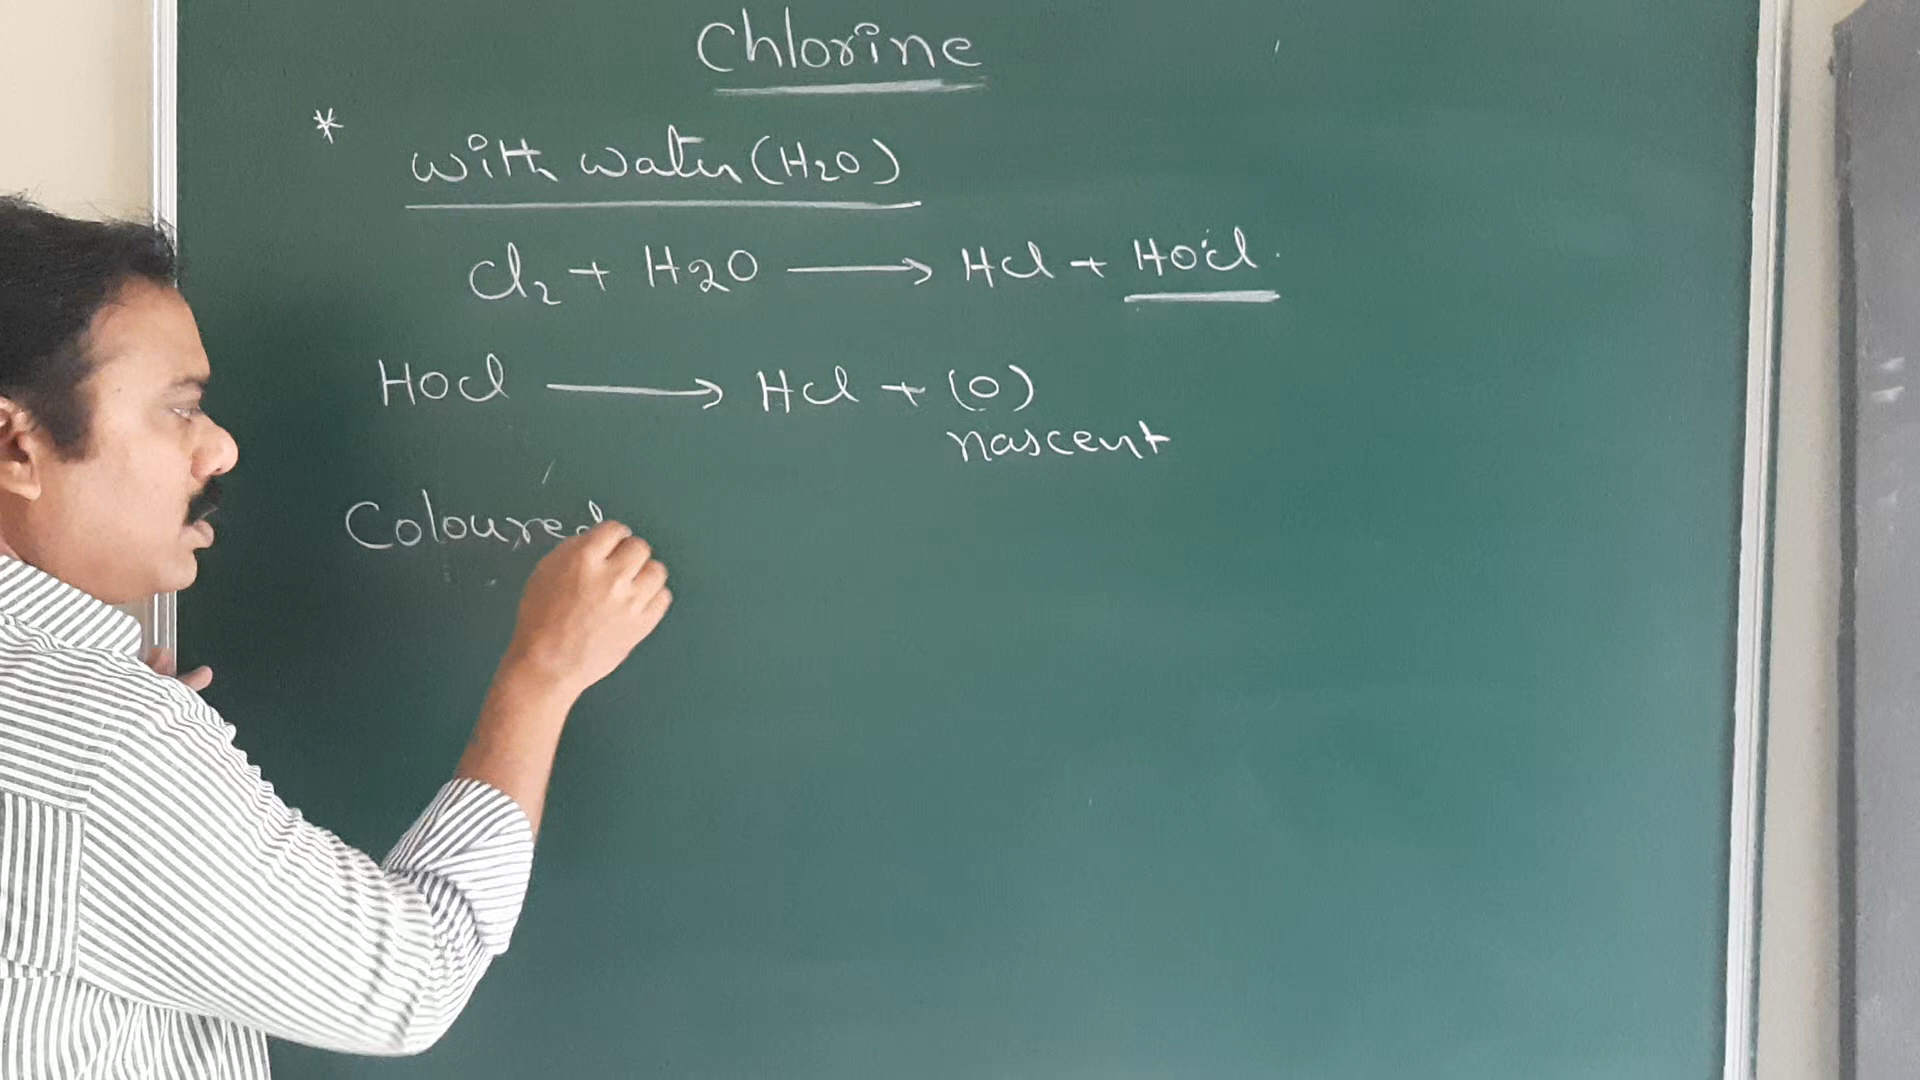 Chlorine
* with water (H2O)
Cl2 + H2O ⟶ HCl + HOCl.
HOCl ⟶ HCl + (O)
nascent
Coloured